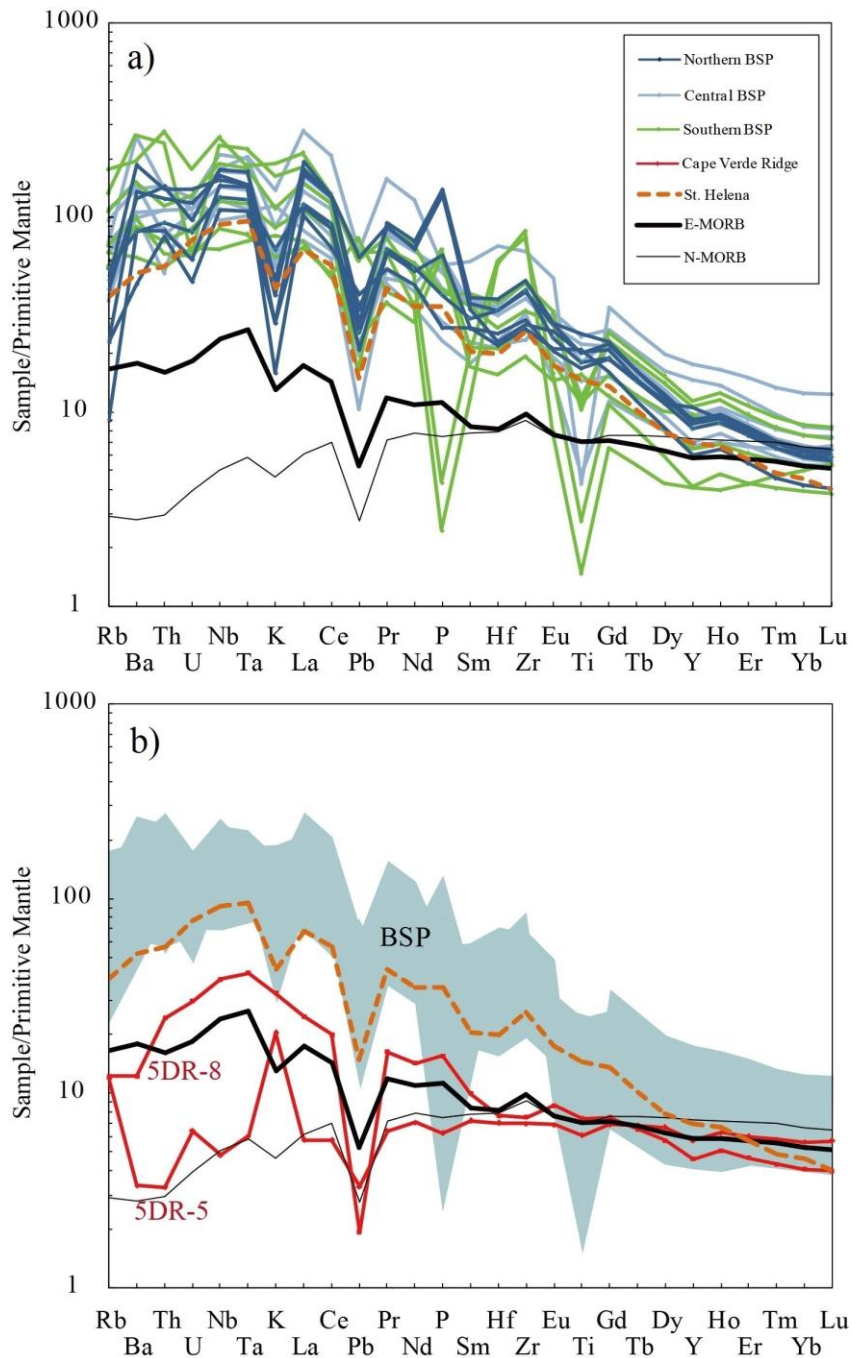 1000
a)
Northern BSP
Central BSP
Southern BSP
Cape Verde Ridge
St. Helena
E-MORB
N-MORB
100
10
1
Sample/Primitive Mantle
Rb Th Nb K Ce Pr P Hf Eu Gd Dy Ho Tm Lu
Ba U Ta La Pb Nd Sm Zr Ti Tb Y Er Yb
1000
b)
100
BSP
10
5DR-8
5DR-5
1
Sample/Primitive Mantle
Rb Th Nb K Ce Pr P Hf Eu Gd Dy Ho Tm Lu
Ba U Ta La Pb Nd Sm Zr Ti Tb Y Er Yb